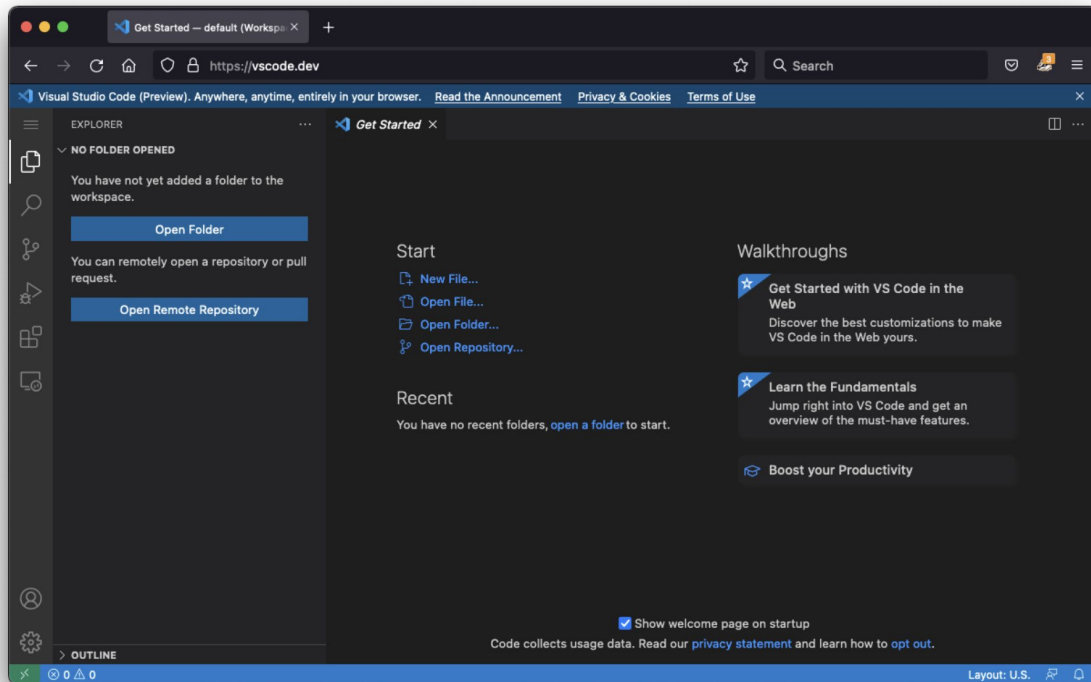 Get Started — default (Workspa
https://vscode.dev
Search
3
Visual Studio Code (Preview). Anywhere, anytime, entirely in your browser. Read the Announcement Privacy & Cookies Terms of Use
EXPLORER
Get Started
NO FOLDER OPENED
You have not yet added a folder to the
workspace.
Open Folder
You can remotely open a repository or pull
request.
Open Remote Repository
Start
New File...
Open File...
Open Folder...
Open Repository...
Recent
You have no recent folders, open a folder to start.
Walkthroughs
Get Started with VS Code in the
Web
Discover the best customizations to make
VS Code in the Web yours.
Learn the Fundamentals
Jump right into VS Code and get an
overview of the must-have features.
Boost your Productivity
Show welcome page on startup
Code collects usage data. Read our privacy statement and learn how to opt out.
OUTLINE
0 0
Layout: U.S.